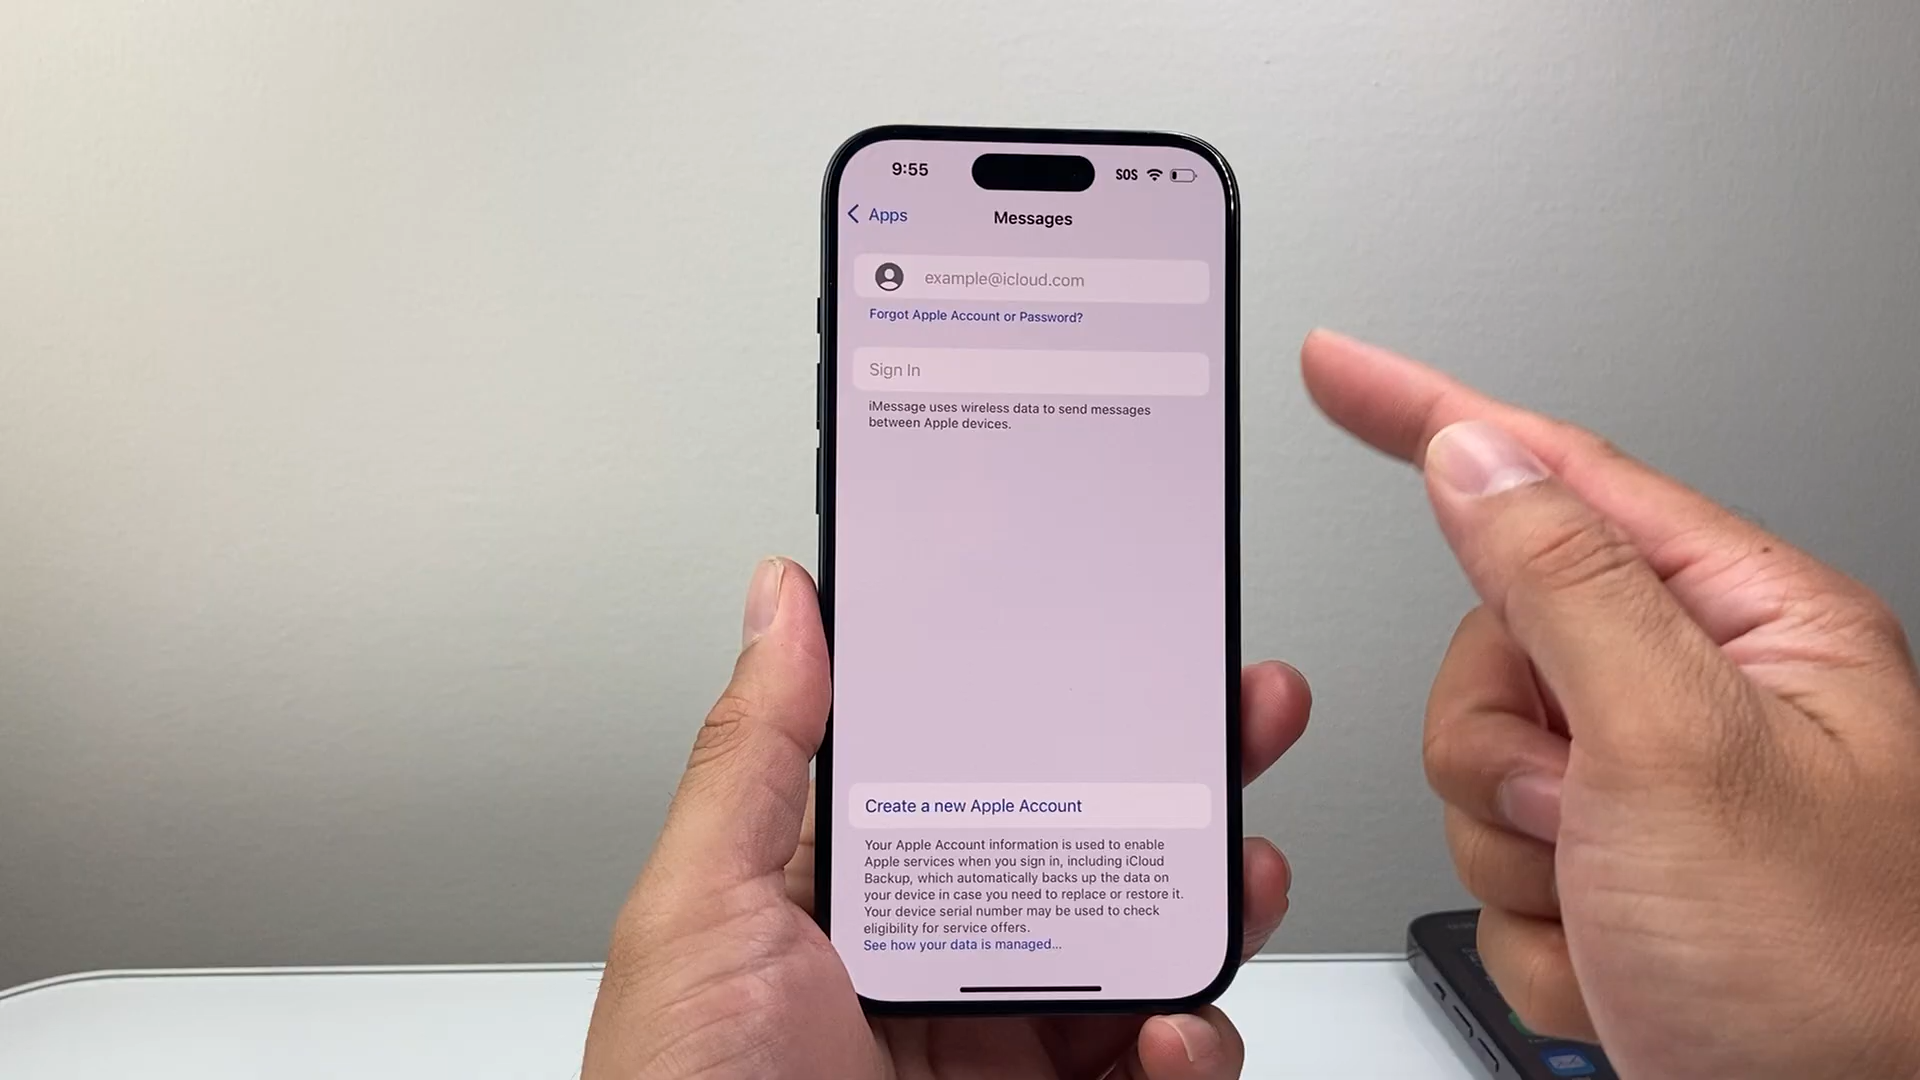 9:55
SOS
Apps
Messages
example@icloud.com
Forgot Apple Account or Password?
Sign In
iMessage uses wireless data to send messages
between Apple devices.
Create a new Apple Account
Your Apple Account information is used to enable
Apple services when you sign in, including iCloud
Backup, which automatically backs up the data on
your device in case you need to replace or restore it.
Your device serial number may be used to check
eligibility for service offers.
See how your data is managed...